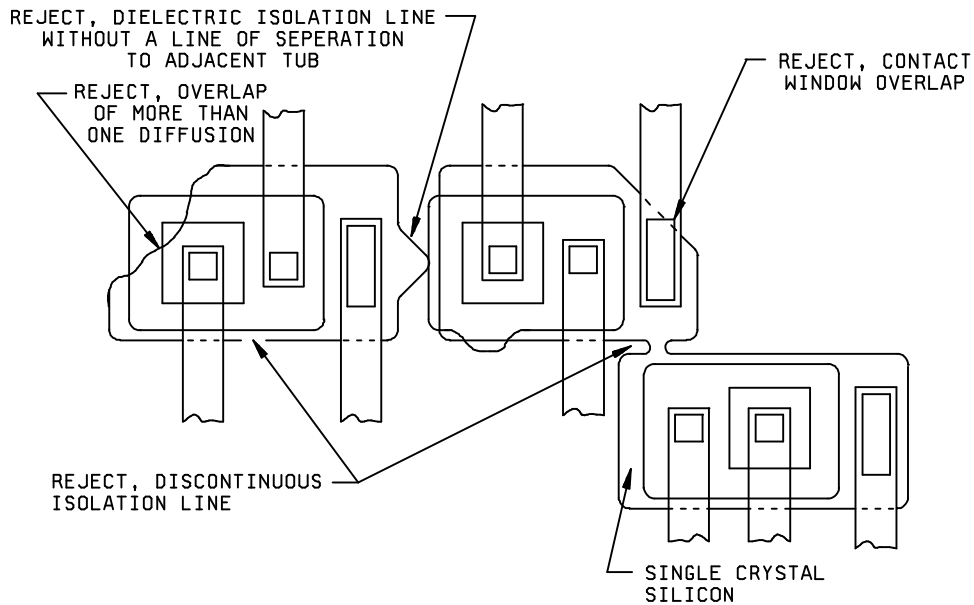 REJECT, DIELECTRIC ISOLATION LINE
WITHOUT A LINE OF SEPERATION
TO ADJACENT TUB
REJECT, CONTACT
WINDOW OVERLAP
REJECT, OVERLAP
OF MORE THAN
ONE DIFFUSION
REJECT, DISCONTINUOUS
ISOLATION LINE
SINGLE CRYSTAL
SILICON